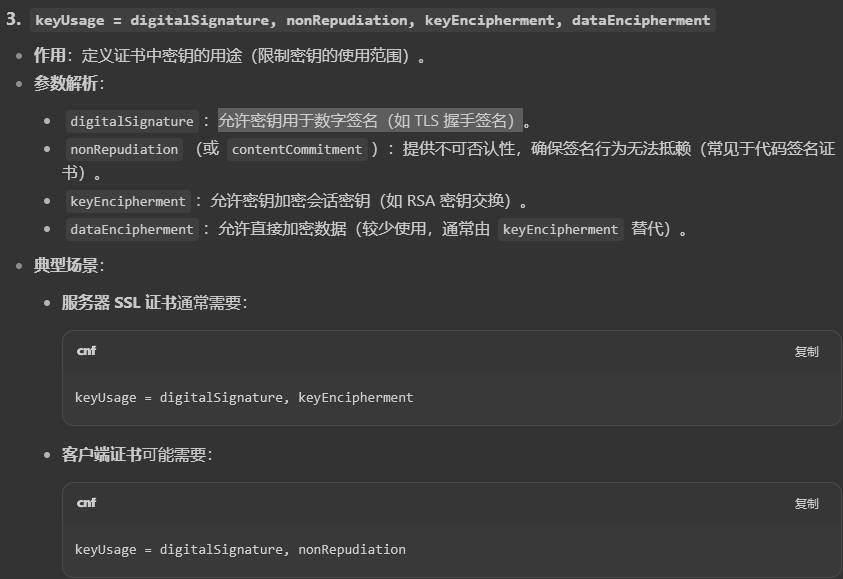 3. keyUsage = digitalSignature, nonRepudiation, keyEncipherment, dataEncipherment
作用：定义证书中密钥的用途（限制密钥的使用范围）。
参数解析：
digitalSignature ：允许密钥用于数字签名（如 TLS 握手签名）。
nonRepudiation （或 contentCommitment ）：提供不可否认性，确保签名行为无法抵赖（常见于代码签名证
书）。
keyEncipherment ：允许密钥加密会话密钥（如 RSA 密钥交换）。
dataEncipherment ：允许直接加密数据（较少使用，通常由 keyEncipherment 替代）。
典型场景：
服务器 SSL 证书通常需要：
cnf 复制
keyUsage = digitalSignature, keyEncipherment
客户端证书可能需要：
cnf 复制
keyUsage = digitalSignature, nonRepudiation